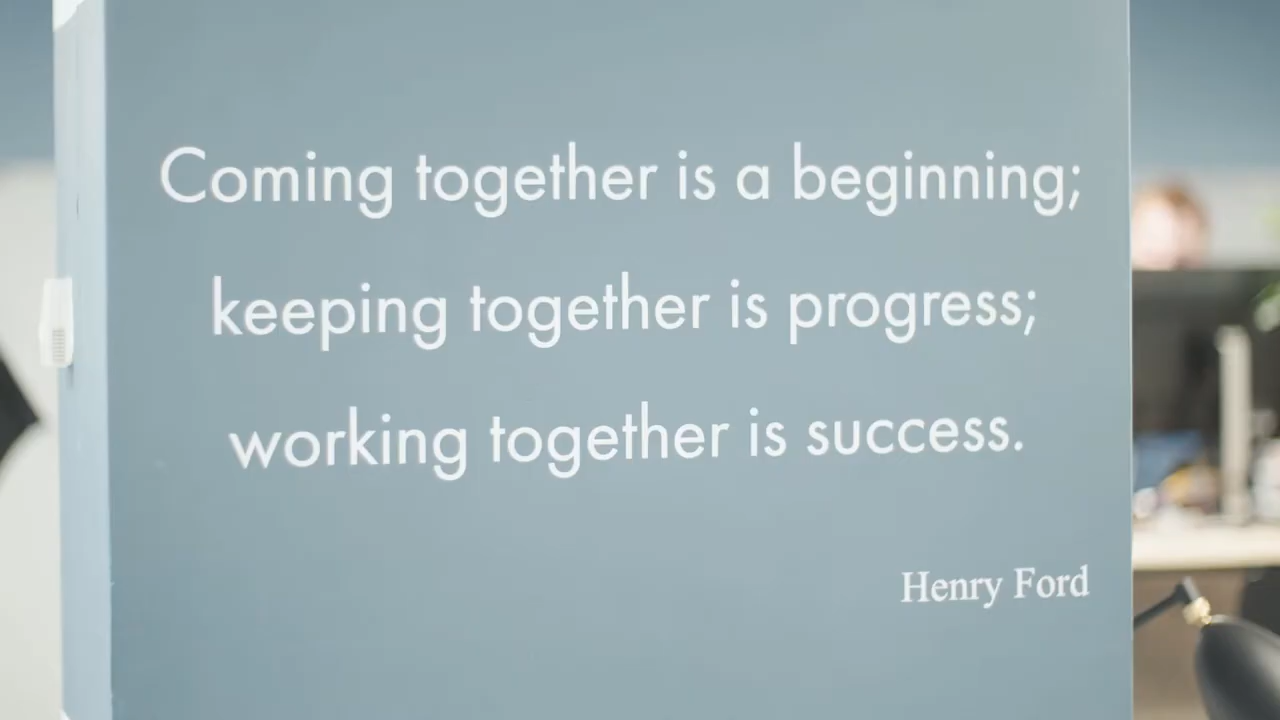 Coming together is a beginning;
keeping together is progress;
working together is success.
Henry Ford